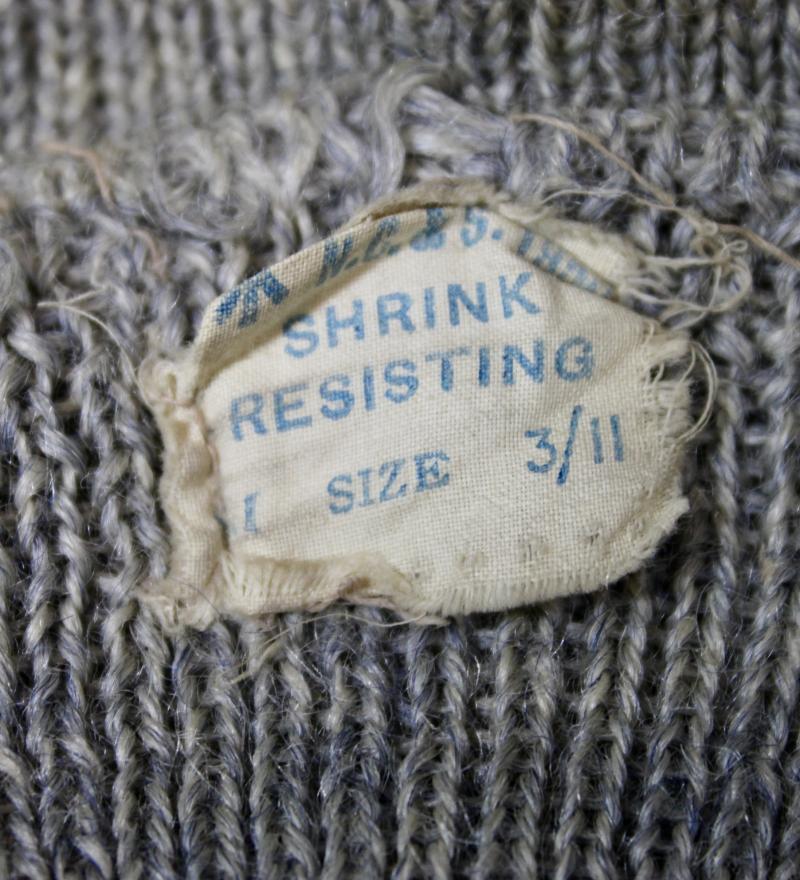 N.C. & S.
SHRINK
RESISTING
I SIZE 3/11